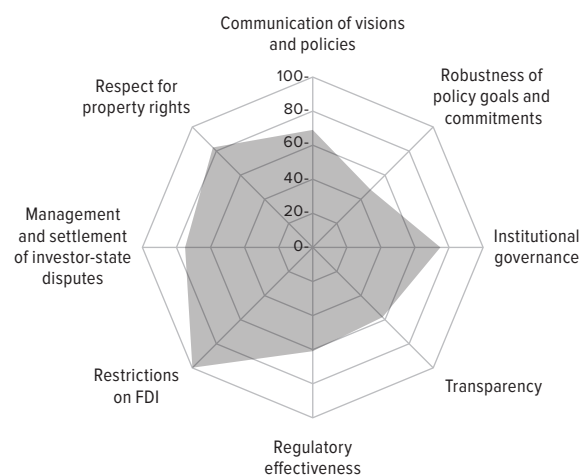 Communication of visions
and policies
Robustness of
policy goals and
commitments
Institutional
governance
Transparency
Regulatory
effectiveness
Restrictions
on FDI
Management
and settlement
of investor-state
disputes
Respect for
property rights
100-
80-
60-
40-
20-
0-